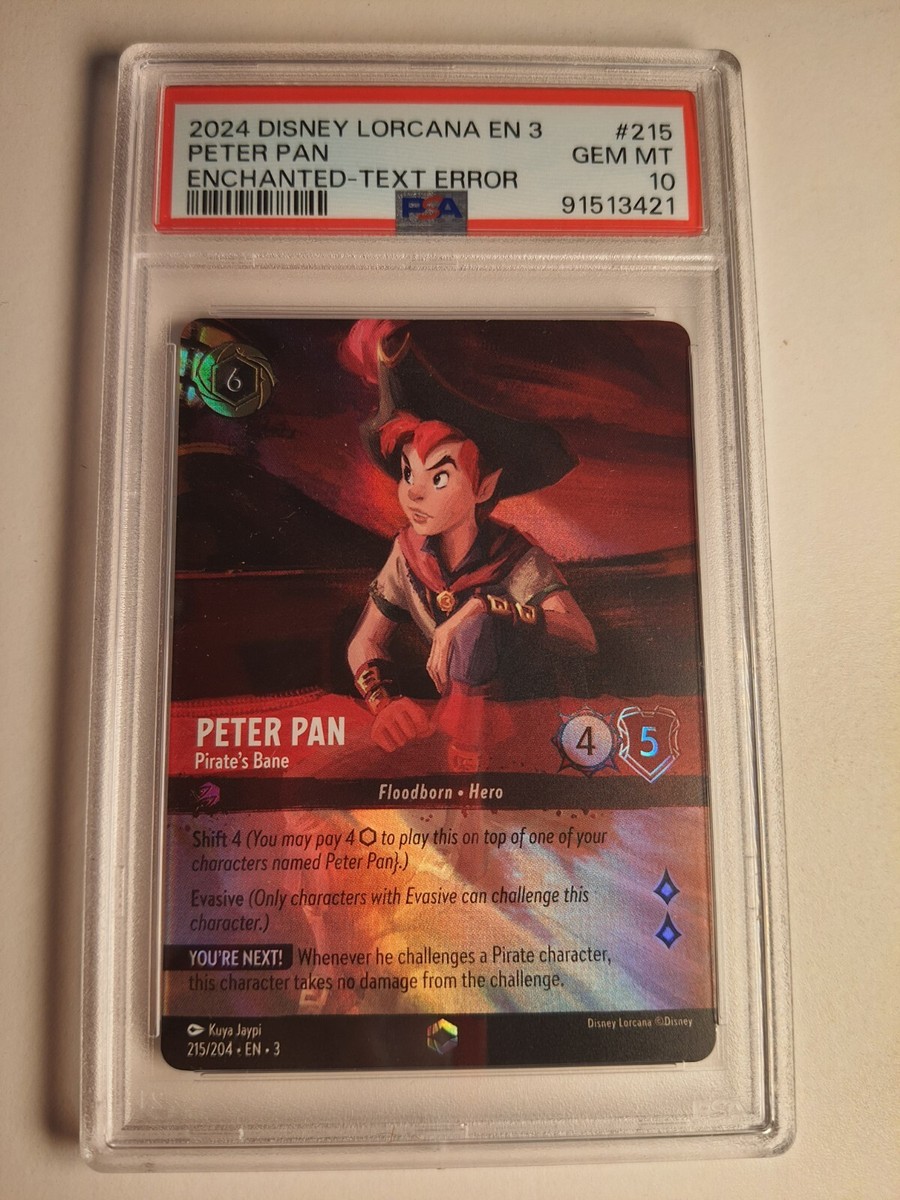 2024 DISNEY LORCANA EN 3 #215
PETER PAN GEM MT
ENCHANTED-TEXT ERROR 10
PSA 91513421
6
PETER PAN 4 5
Pirate's Bane
Floodborn • Hero
Shift 4 (You may pay 4 ⬡ to play this on top of one of your
characters named Peter Pan}.)
Evasive (Only characters with Evasive can challenge this
character.)
YOU'RE NEXT! Whenever he challenges a Pirate character,
this character takes no damage from the challenge.
Kuya Jaypi Disney Lorcana ©Disney
215/204 • EN • 3